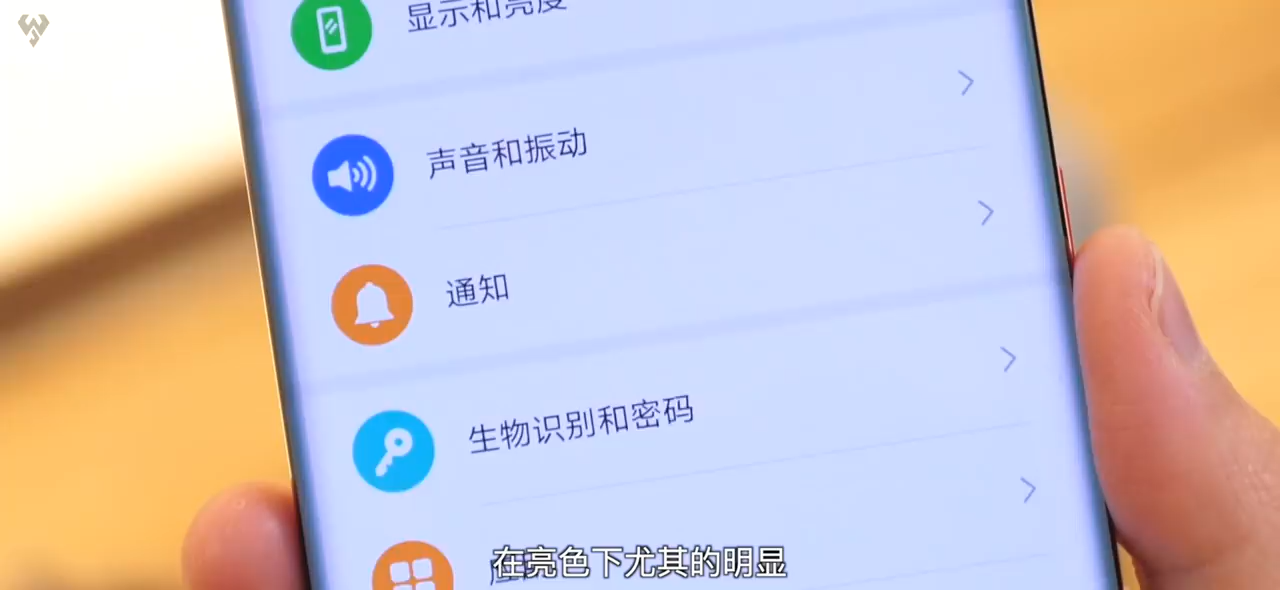 显示和亮度
声音和振动
通知
生物识别和密码
在亮色下尤其的明显